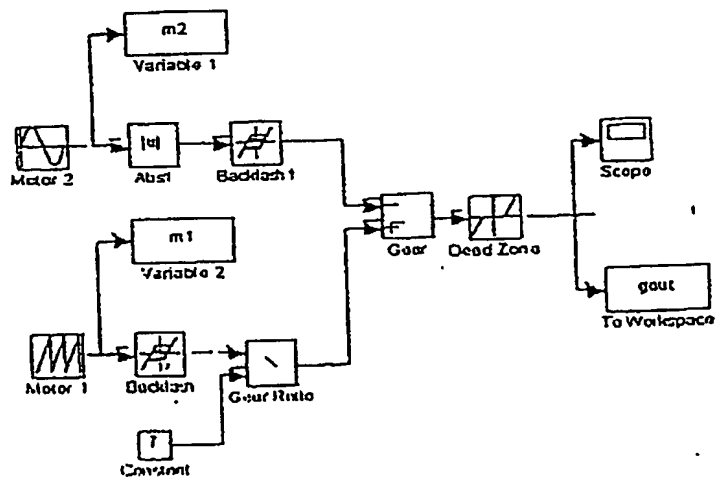 m2
Variable 1
Motor 2
|u|
Abs1
Backlash 1
Scope
m1
Variable 2
Gear
Dead Zone
gout
To Workspace
Motor 1
Backlash
Gear Ratio
Constant